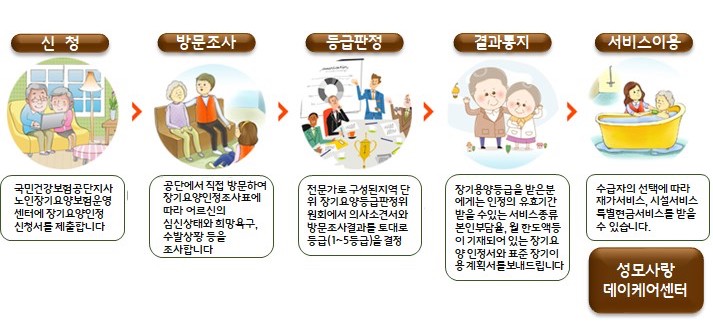 신 청
국민건강보험공단지사
노인장기요양보험운영
센터에 장기요양인정
신청서를 제출합니다
방문조사
공단에서 직접 방문하여
장기요양인정조사표에
따라 어르신의
심신상태와 희망욕구,
수발상황 등을
조사합니다
등급판정
전문가로 구성된지역 단
위 장기요양등급판정위
원회에서 의사소견서와
방문조사결과를 토대로
등급(1~5등급)을 결정
결과통지
장기용양등급을 받은분
에게는 인정의 유효기간
받을 수있는 서비스종류
본인부담율, 월 한도액등
이 기재되어 있는 장기요
양 인정서와 표준 장기이
용 계획서를보내드립니다
서비스이용
수급자의 선택에 따라
재가서비스, 시설서비스
특별현금서비스를 받을
수 있습니다.
성모사랑
데이케어센터